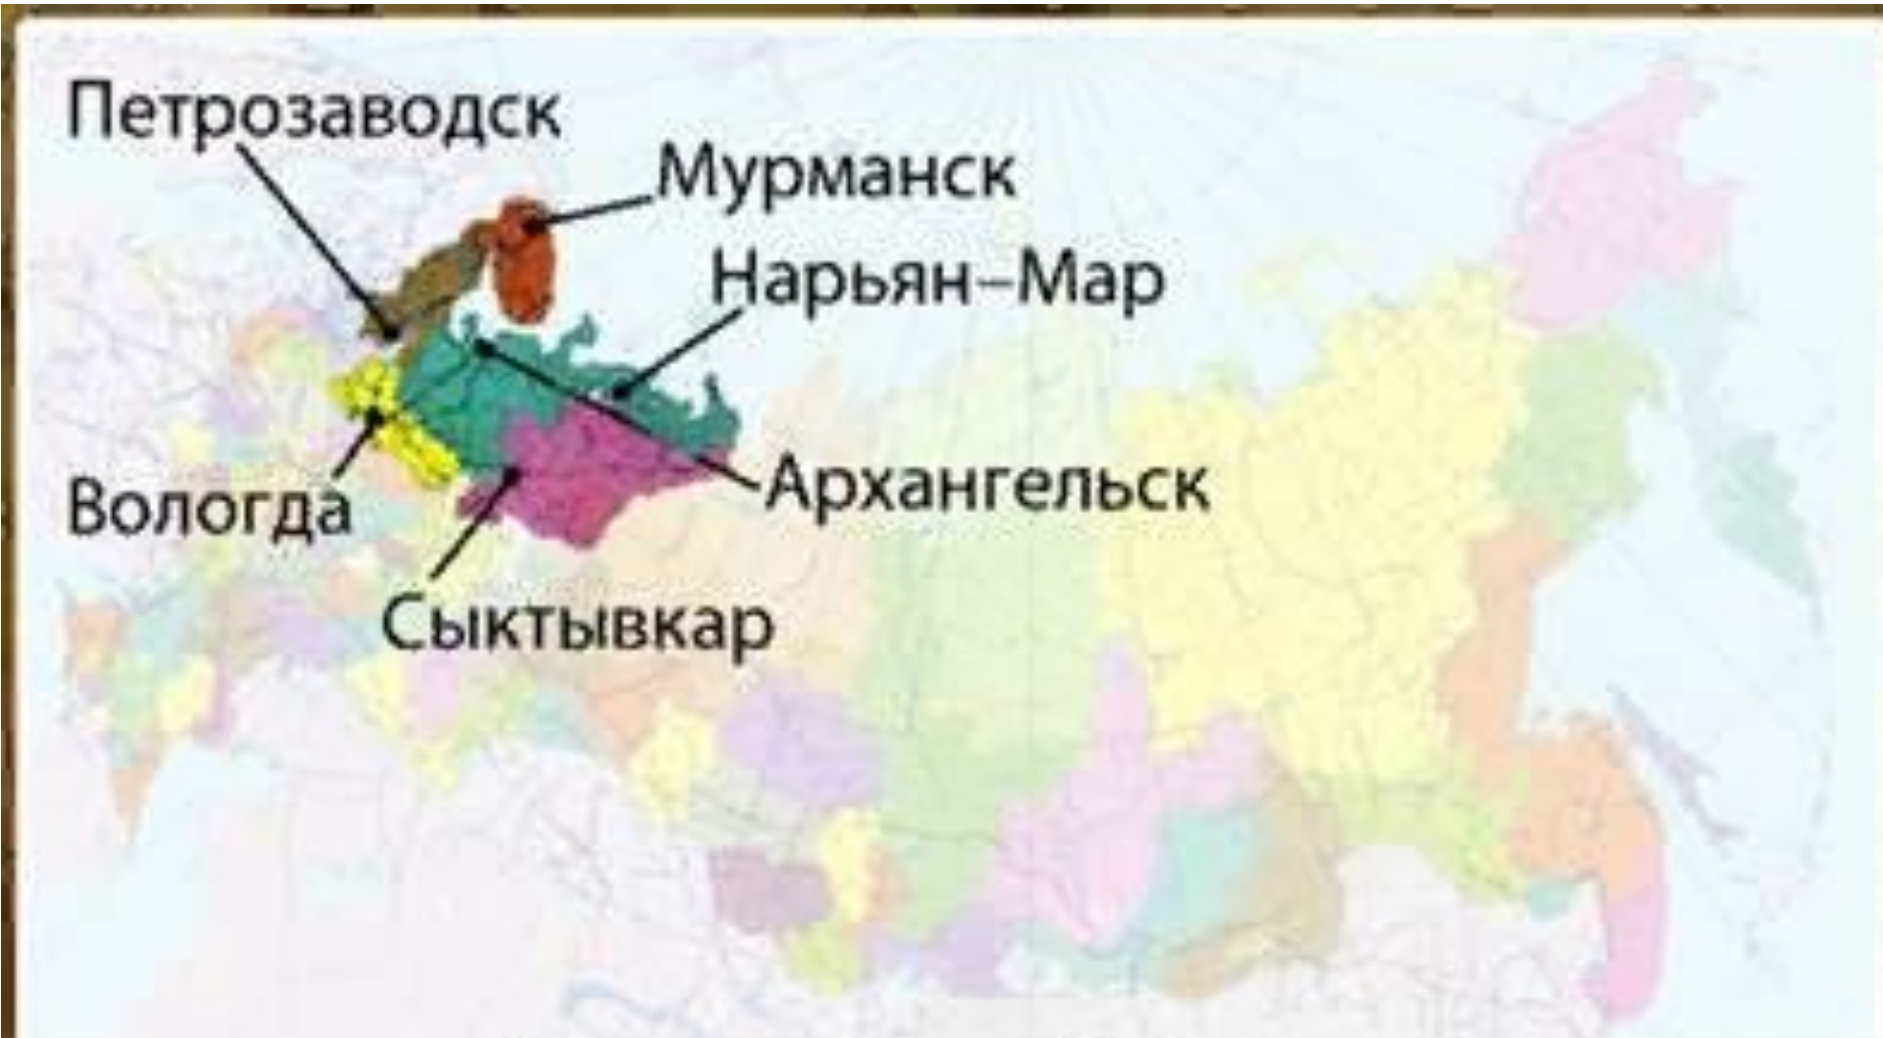 Петрозаводск
Мурманск
Нарьян–Мар
Архангельск
Вологда
Сыктывкар